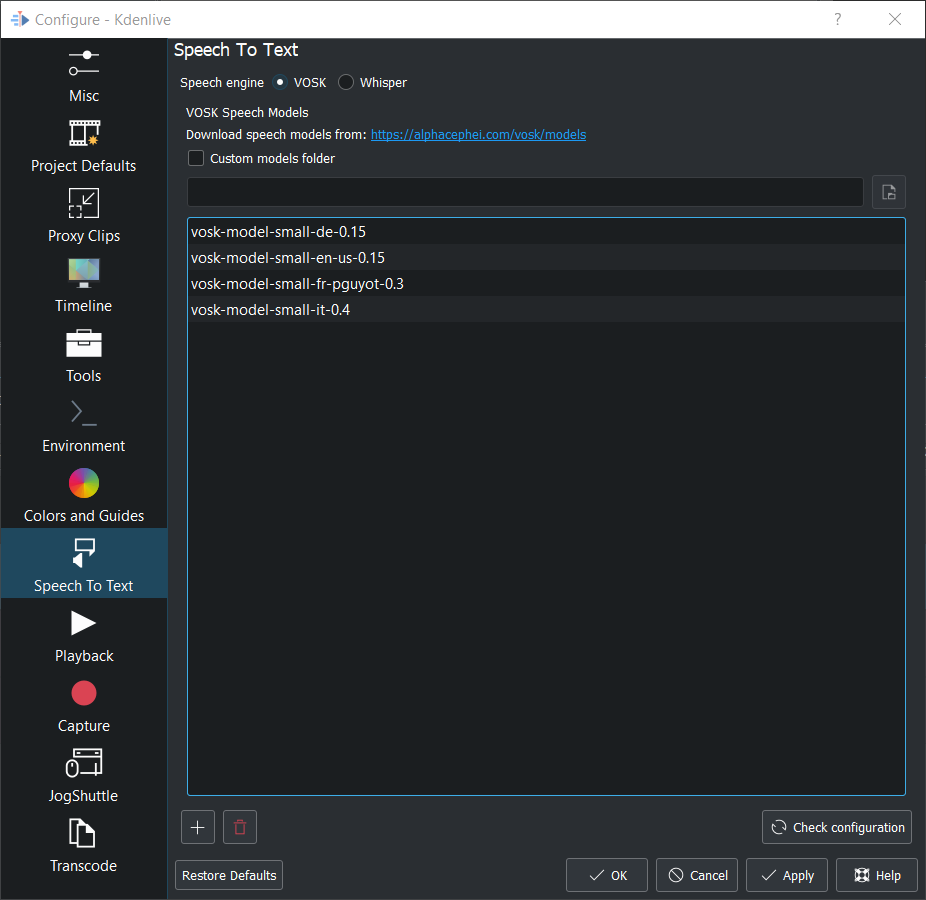 Configure - Kdenlive
?
Misc
Project Defaults
Proxy Clips
Timeline
Tools
Environment
Colors and Guides
Speech To Text
Playback
Capture
JogShuttle
Transcode
Speech To Text
Speech engine VOSK Whisper
VOSK Speech Models
Download speech models from: https://alphacephei.com/vosk/models
Custom models folder
vosk-model-small-de-0.15
vosk-model-small-en-us-0.15
vosk-model-small-fr-pguyot-0.3
vosk-model-small-it-0.4
Check configuration
Restore Defaults OK Cancel Apply Help